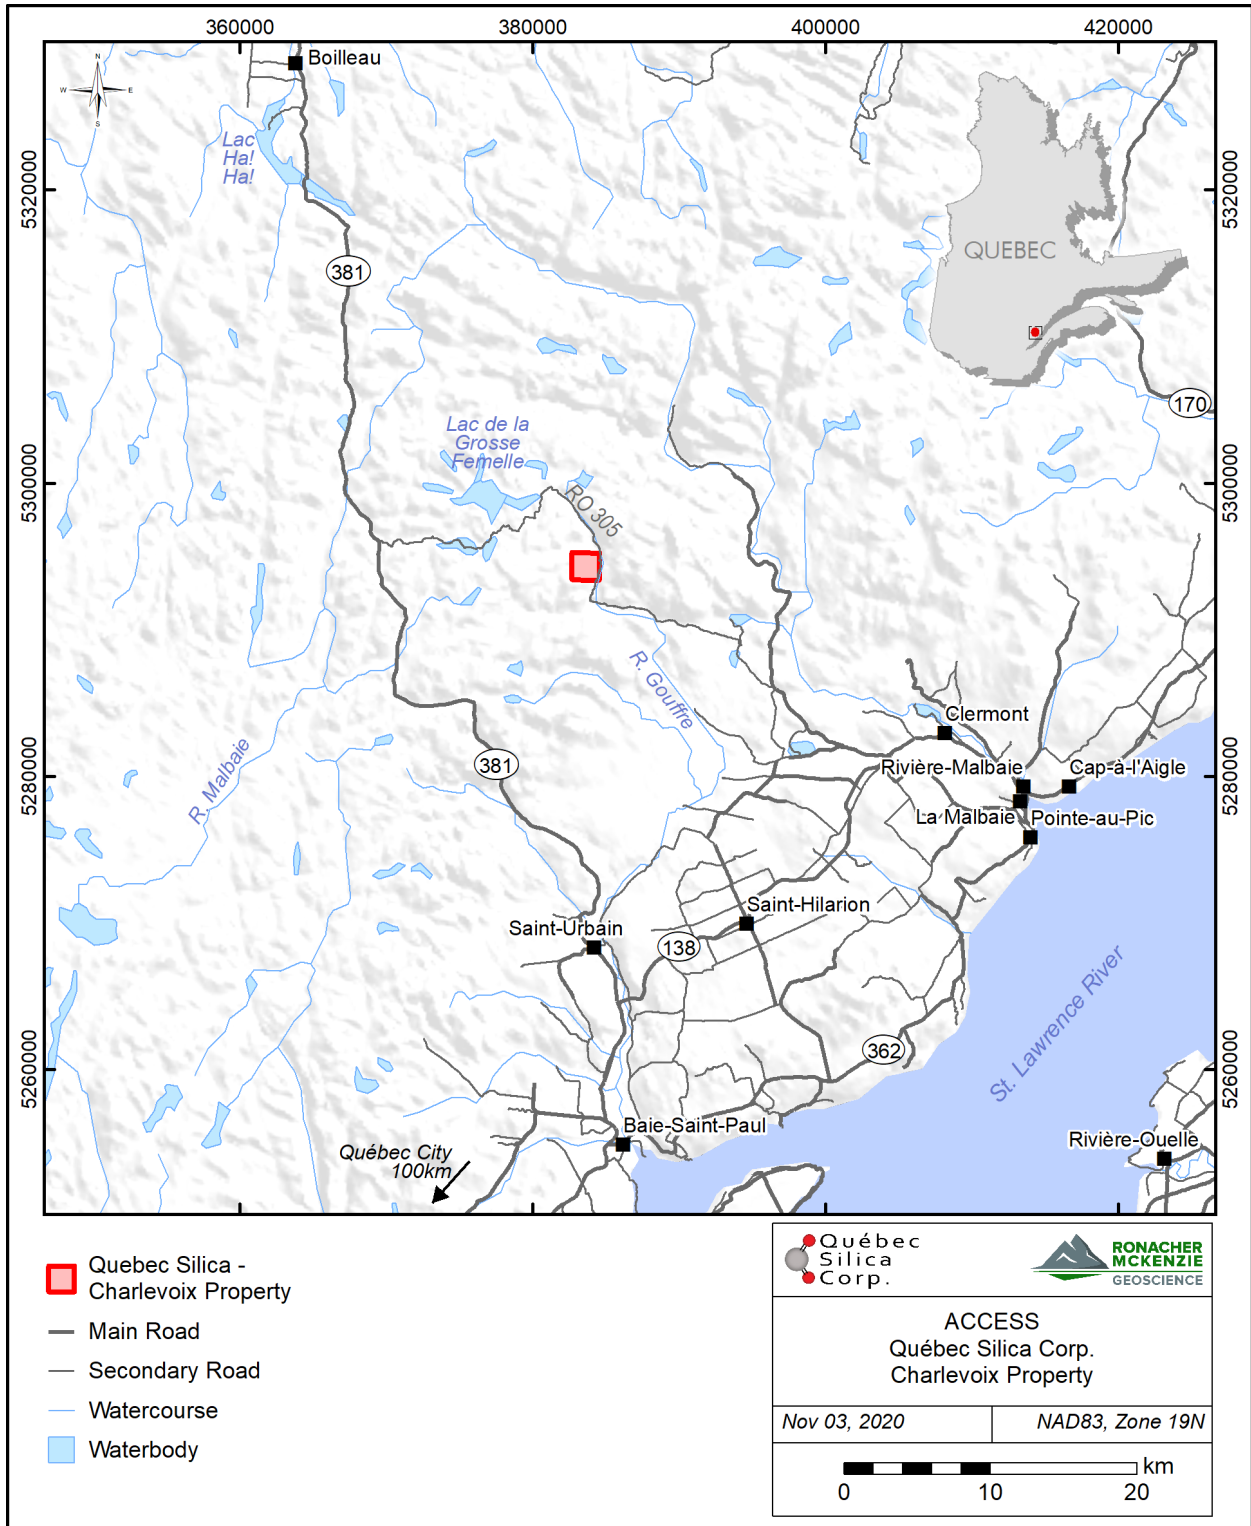 360000
380000
400000
420000
Boilleau
N
W
E
S
Lac
Ha!
Ha!
5320000
5320000
QUEBEC
381
170
Lac de la
Grosse
Femelle
5300000
5300000
RO 305
R. Gouffre
Clermont
R. Malbaie
381
Rivière-Malbaie
Cap-à-l'Aigle
5280000
5280000
La Malbaie
Pointe-au-Pic
Saint-Hilarion
Saint-Urbain
138
St. Lawrence River
362
5260000
5260000
Baie-Saint-Paul
Rivière-Ouelle
Québec City
100km
Quebec Silica -
Charlevoix Property
Main Road
Secondary Road
Watercourse
Waterbody
Québec
Silica
Corp.
RONACHER
MCKENZIE
GEOSCIENCE
ACCESS
Québec Silica Corp.
Charlevoix Property
Nov 03, 2020
NAD83, Zone 19N
km
0
10
20